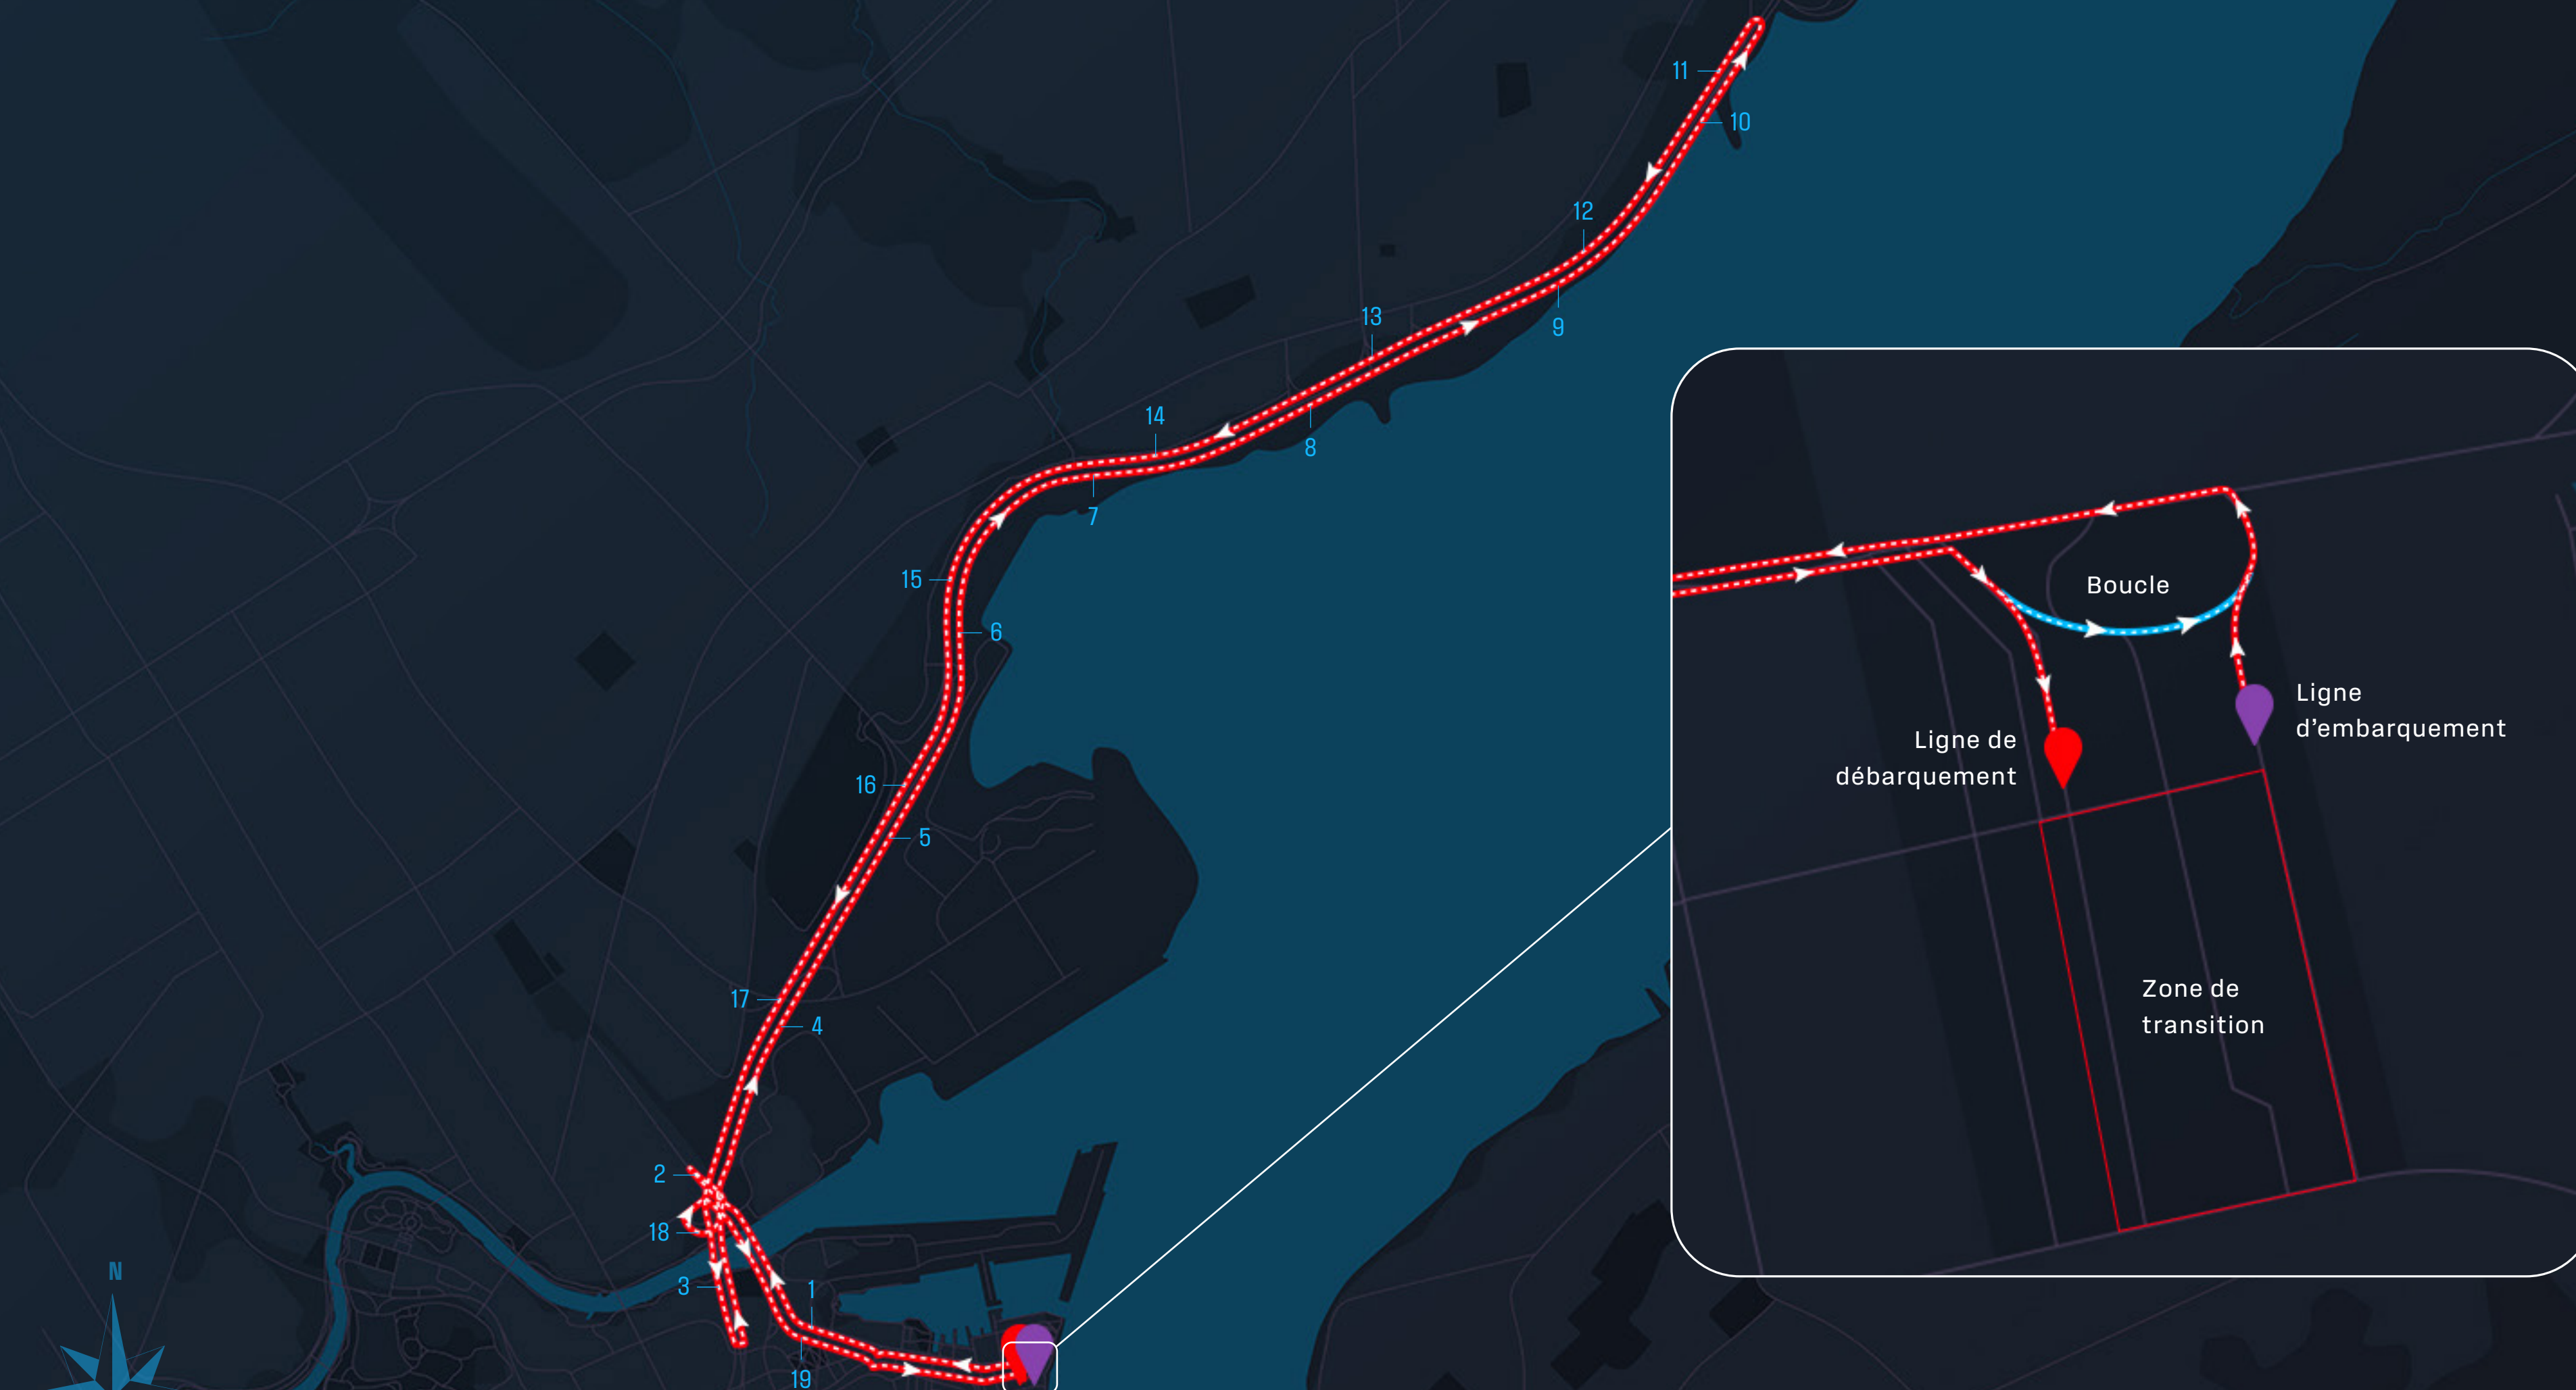 11
10
12
13
9
14
8
7
15
6
16
5
17
4
2
18
3
1
19
N
Boucle
Ligne
d’embarquement
Ligne de
débarquement
Zone de
transition